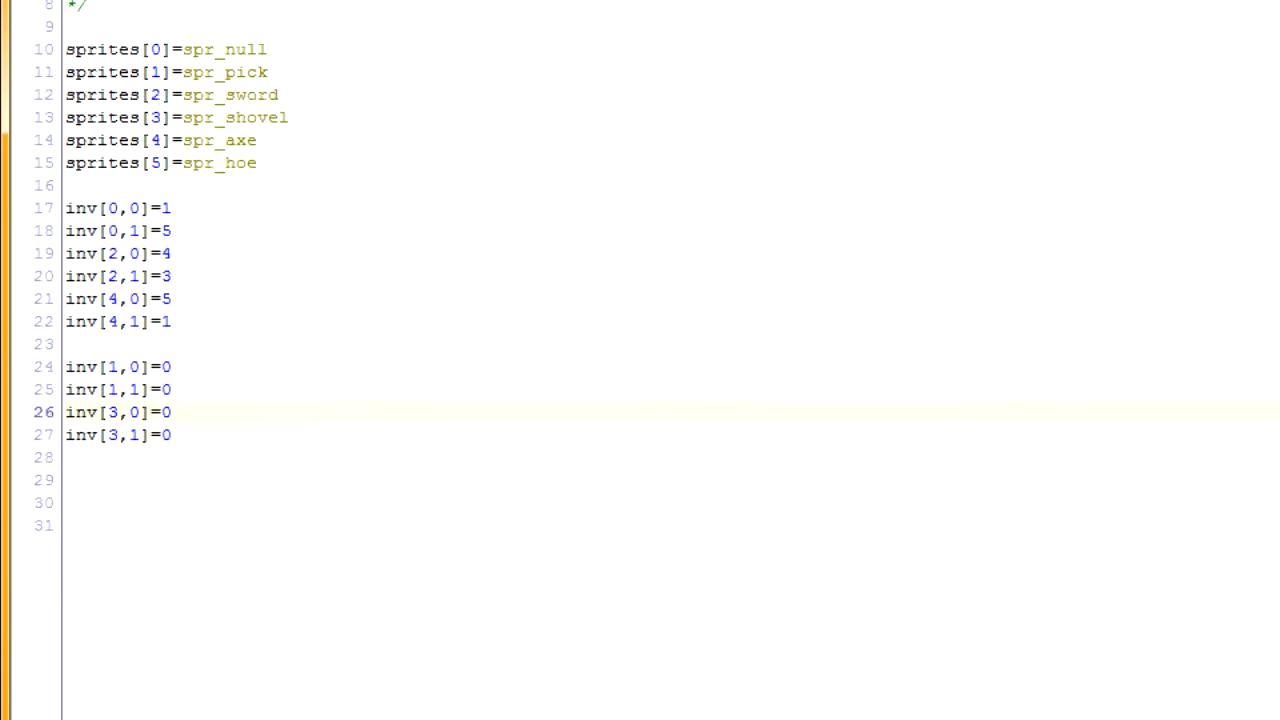 8 */
9
10 sprites[0]=spr_null
11 sprites[1]=spr_pick
12 sprites[2]=spr_sword
13 sprites[3]=spr_shovel
14 sprites[4]=spr_axe
15 sprites[5]=spr_hoe
16
17 inv[0,0]=1
18 inv[0,1]=5
19 inv[2,0]=4
20 inv[2,1]=3
21 inv[4,0]=5
22 inv[4,1]=1
23
24 inv[1,0]=0
25 inv[1,1]=0
26 inv[3,0]=0
27 inv[3,1]=0
28
29
30
31